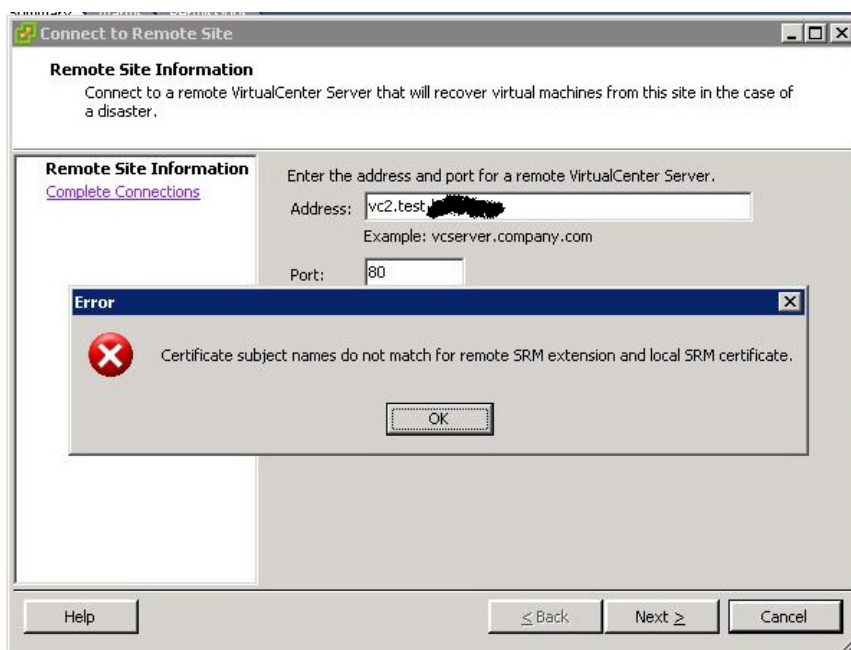 Connect to Remote Site
Remote Site Information
Connect to a remote VirtualCenter Server that will recover virtual machines from this site in the case of
a disaster.
Remote Site Information
Complete Connections
Enter the address and port for a remote VirtualCenter Server.
Address: vc2.test
Example: vcserver.company.com
Port: 80
Error
Certificate subject names do not match for remote SRM extension and local SRM certificate.
OK
Help
< Back
Next >
Cancel